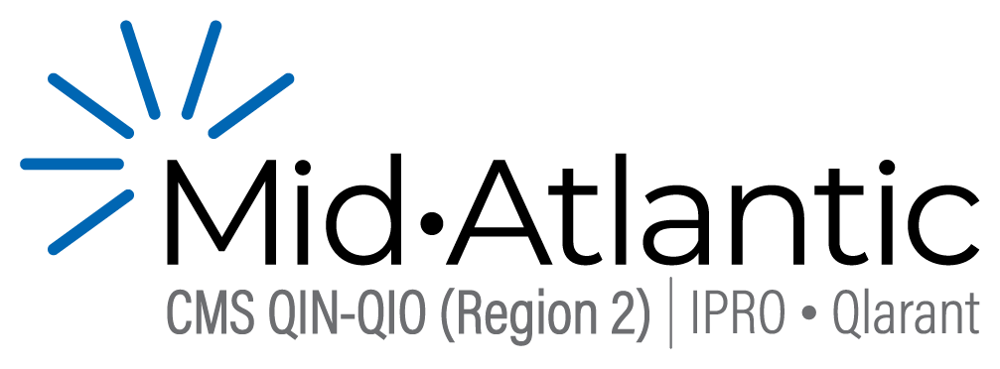 Mid•Atlantic
CMS QIN-QIO (Region 2) | IPRO • Qlarant